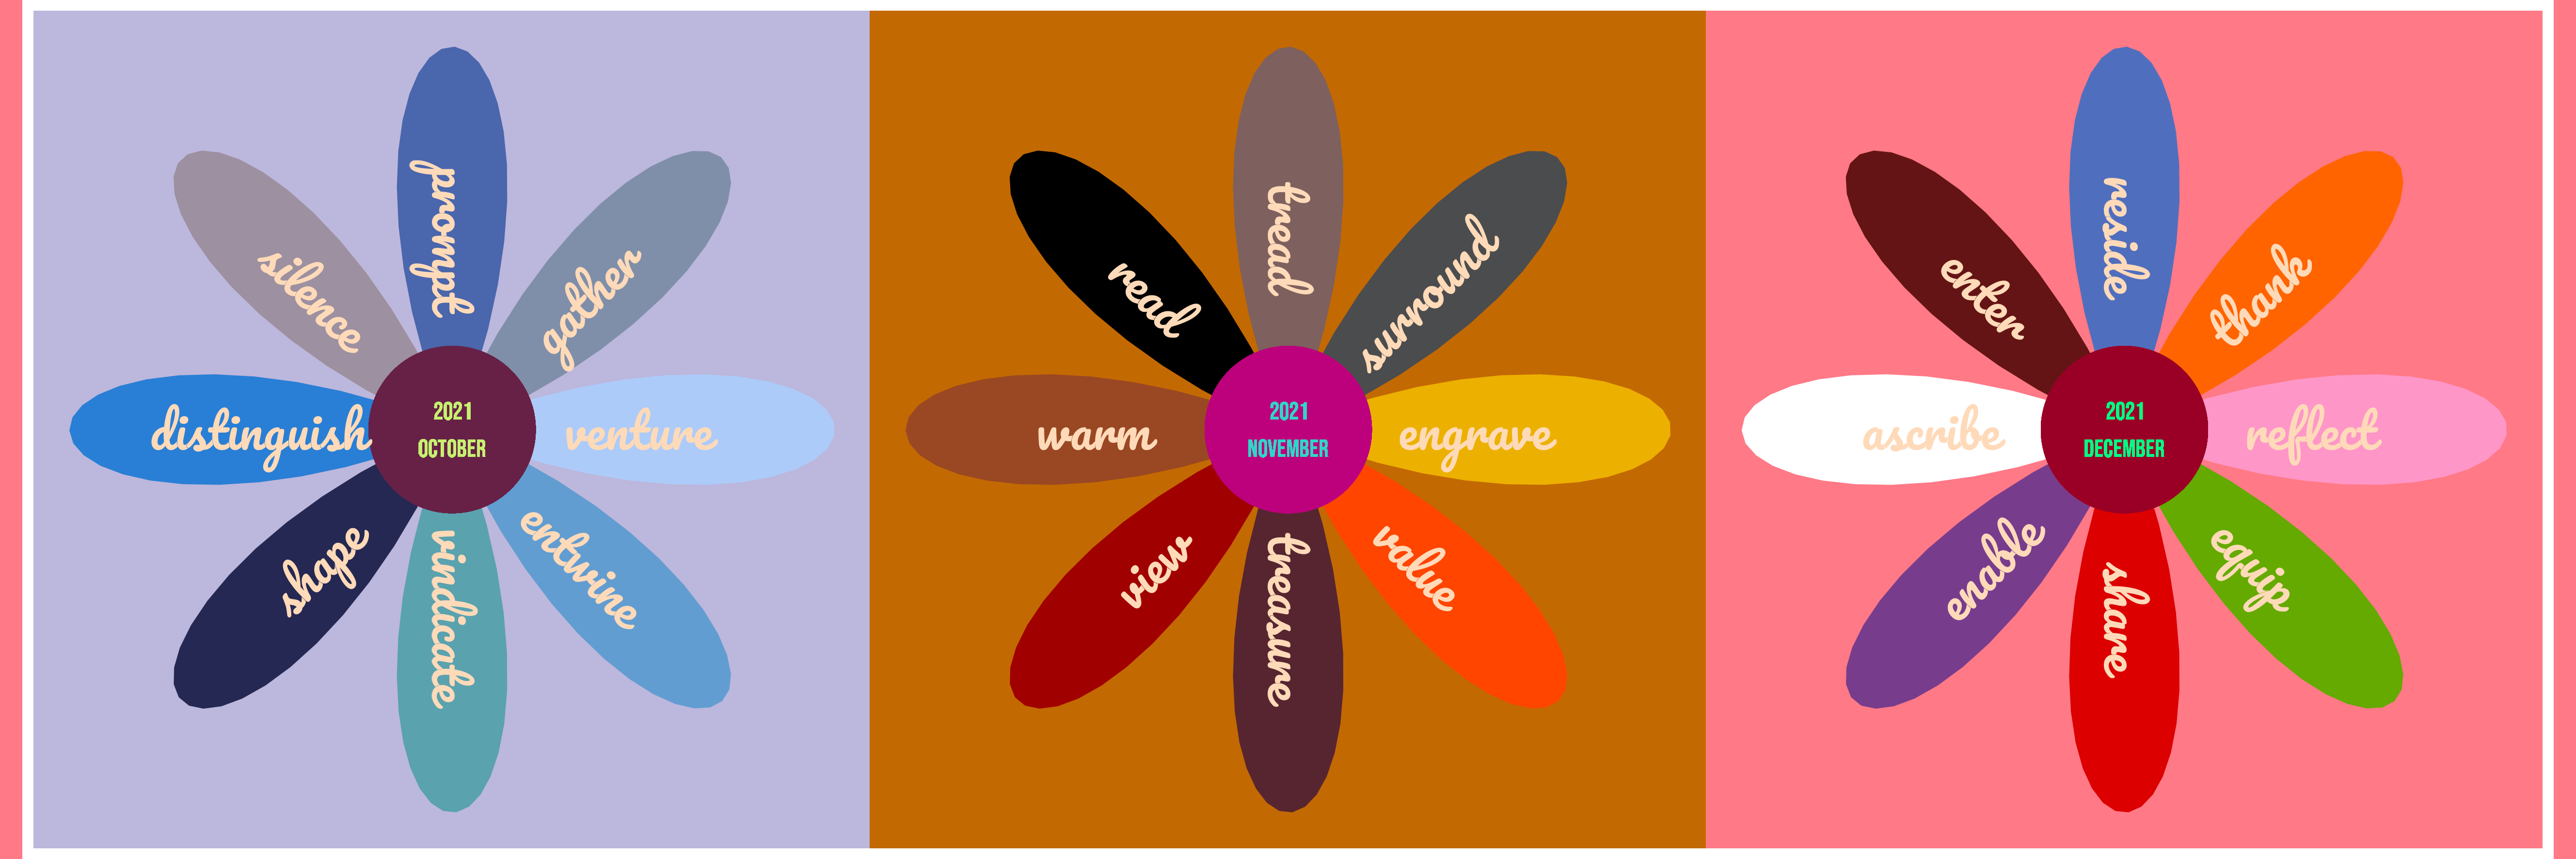 prompt
silence
gather
distinguish
2021
OCTOBER
venture
shape
vindicate
entwine
tread
read
surround
warm
2021
NOVEMBER
engrave
view
treasure
value
reside
enter
thank
ascribe
2021
DECEMBER
reflect
enable
share
equip